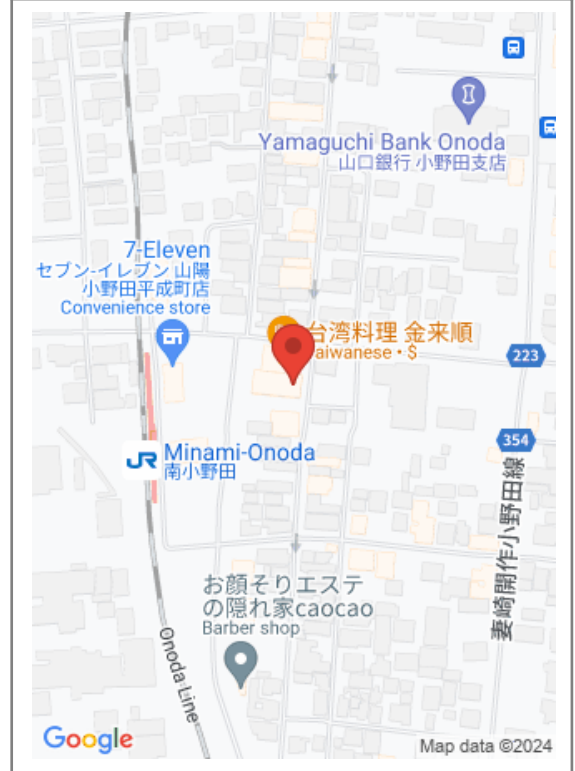 Yamaguchi Bank Onoda
山口銀行 小野田支店
7-Eleven
セブン-イレブン 山陽
小野田平成町店
Convenience store
台湾料理 金来順
aiwanese • $
223
354
JR
Minami-Onoda
南小野田
妻崎開作小野田線
お顔そりエステ
の隠れ家caocao
Barber shop
Onoda Line
Google
Map data ©2024